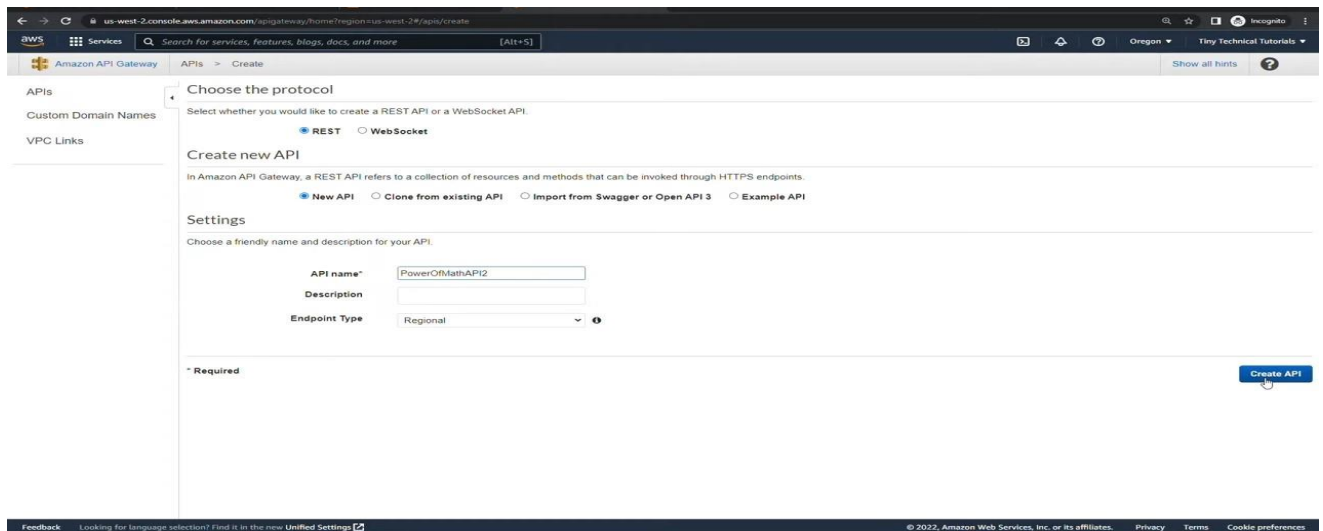 us-west-2.console.aws.amazon.com/apigateway/home?region=us-west-2#/apis/create
Incognito
aws
Services
Search for services, features, blogs, docs, and more
[Alt+S]
Oregon
Tiny Technical Tutorials
Amazon API Gateway
APIs > Create
Show all hints
APIs
Custom Domain Names
VPC Links
Choose the protocol
Select whether you would like to create a REST API or a WebSocket API.
REST WebSocket
Create new API
In Amazon API Gateway, a REST API refers to a collection of resources and methods that can be invoked through HTTPS endpoints.
New API Clone from existing API Import from Swagger or Open API 3 Example API
Settings
Choose a friendly name and description for your API.
API name* PowerOfMathAPI2
Description
Endpoint Type Regional
* Required
Create API
Feedback Looking for language selection? Find it in the new Unified Settings
© 2022, Amazon Web Services, Inc. or its affiliates. Privacy Terms Cookie preferences